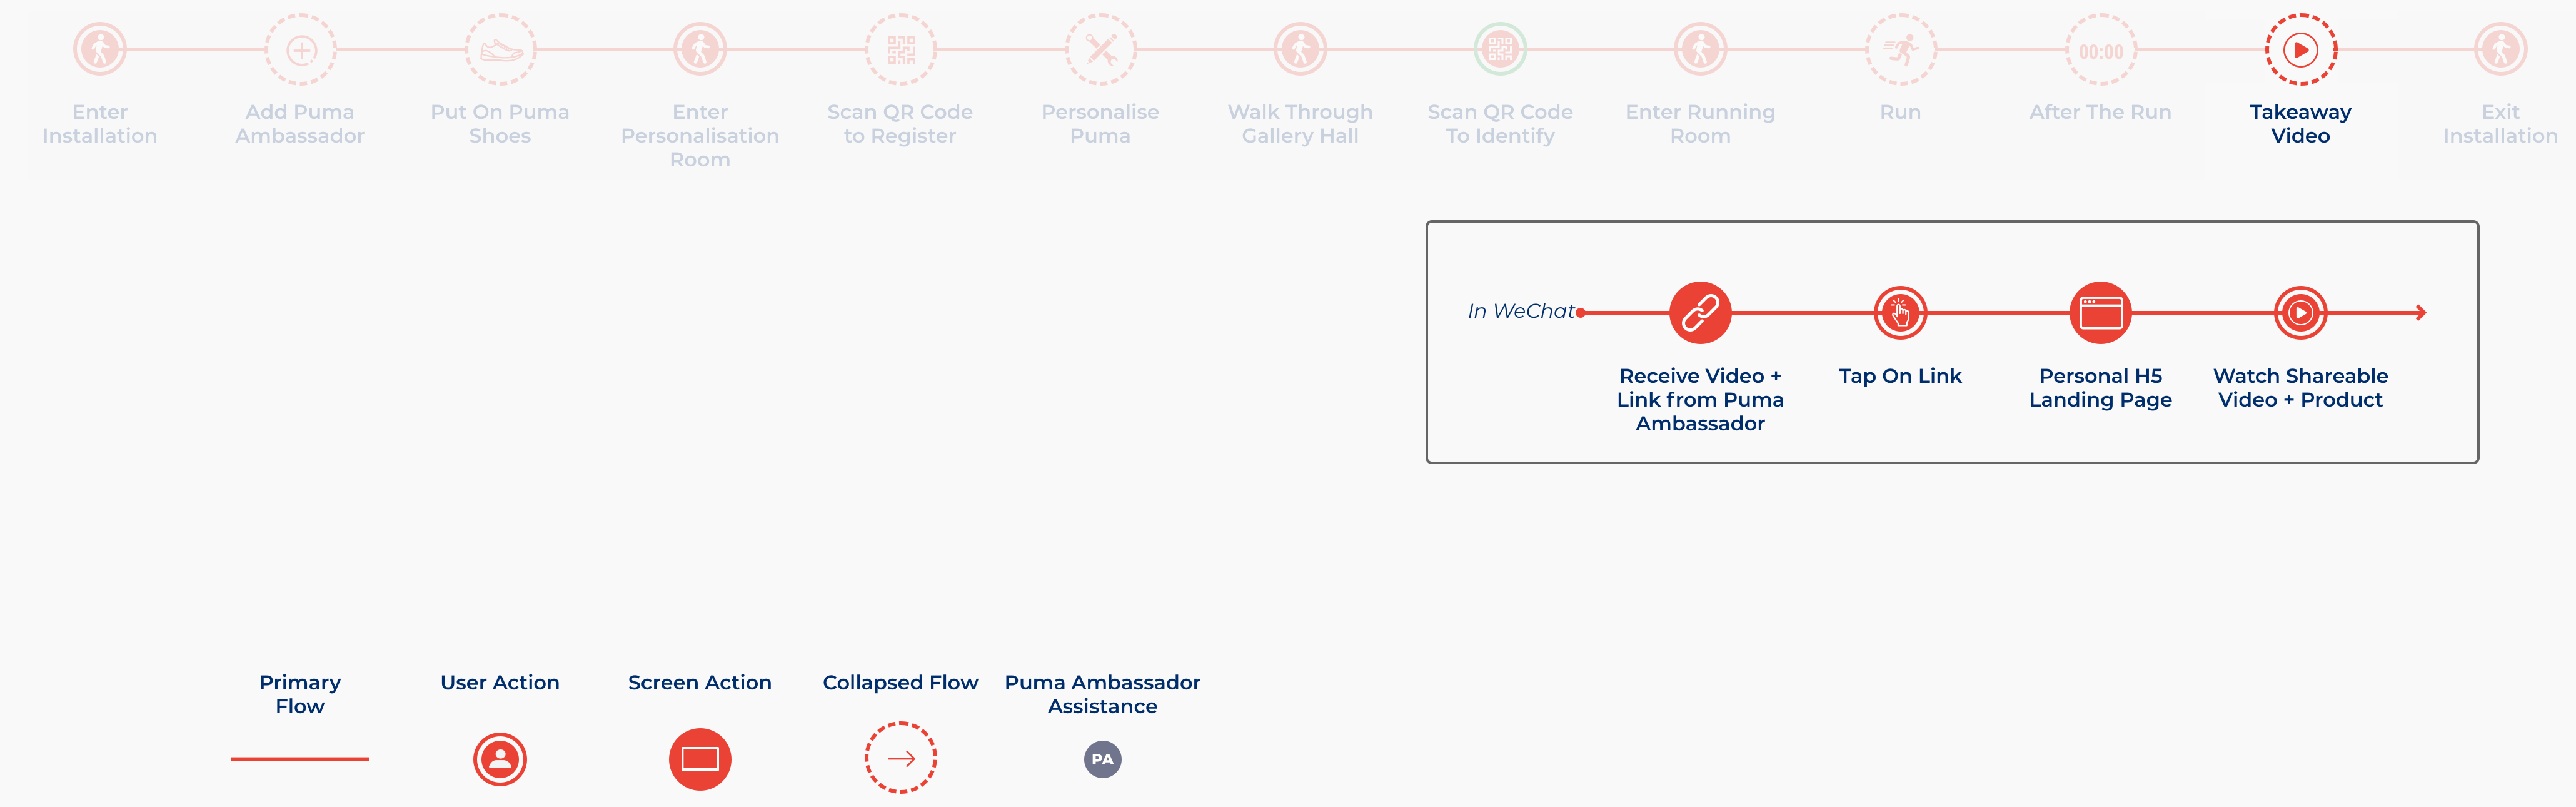 Enter
Installation
Add Puma
Ambassador
Put On Puma
Shoes
Enter
Personalisation
Room
Scan QR Code
to Register
Personalise
Puma
Walk Through
Gallery Hall
Scan QR Code
To Identify
Enter Running
Room
Run
00:00
After The Run
Takeaway
Video
Exit
Installation
In WeChat
Receive Video +
Link from Puma
Ambassador
Tap On Link
Personal H5
Landing Page
Watch Shareable
Video + Product
Primary
Flow
User Action
Screen Action
Collapsed Flow
Puma Ambassador
Assistance
PA